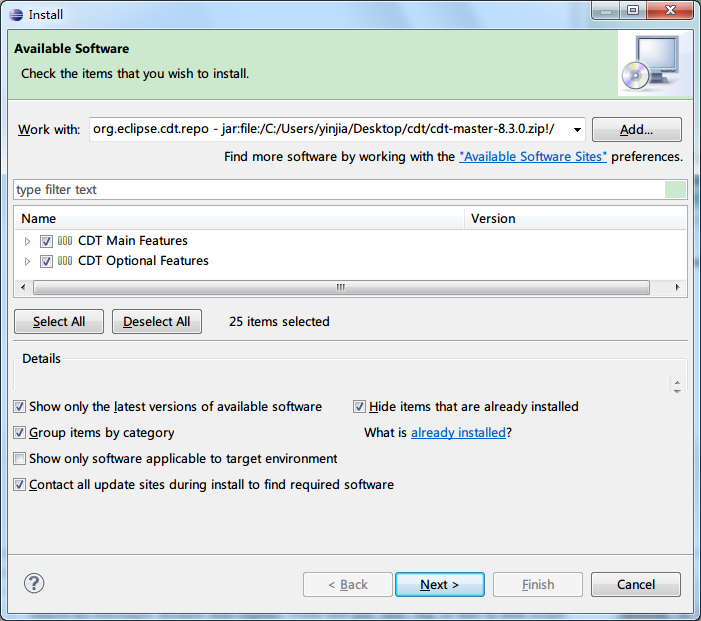 Install
Available Software
Check the items that you wish to install.
Work with: org.eclipse.cdt.repo - jar:file:/C:/Users/yinjia/Desktop/cdt/cdt-master-8.3.0.zip!/ Add...
Find more software by working with the "Available Software Sites" preferences.
type filter text
Name Version
CDT Main Features
CDT Optional Features
Select All Deselect All 25 items selected
Details
Show only the latest versions of available software Hide items that are already installed
Group items by category What is already installed?
Show only software applicable to target environment
Contact all update sites during install to find required software
? < Back Next > Finish Cancel